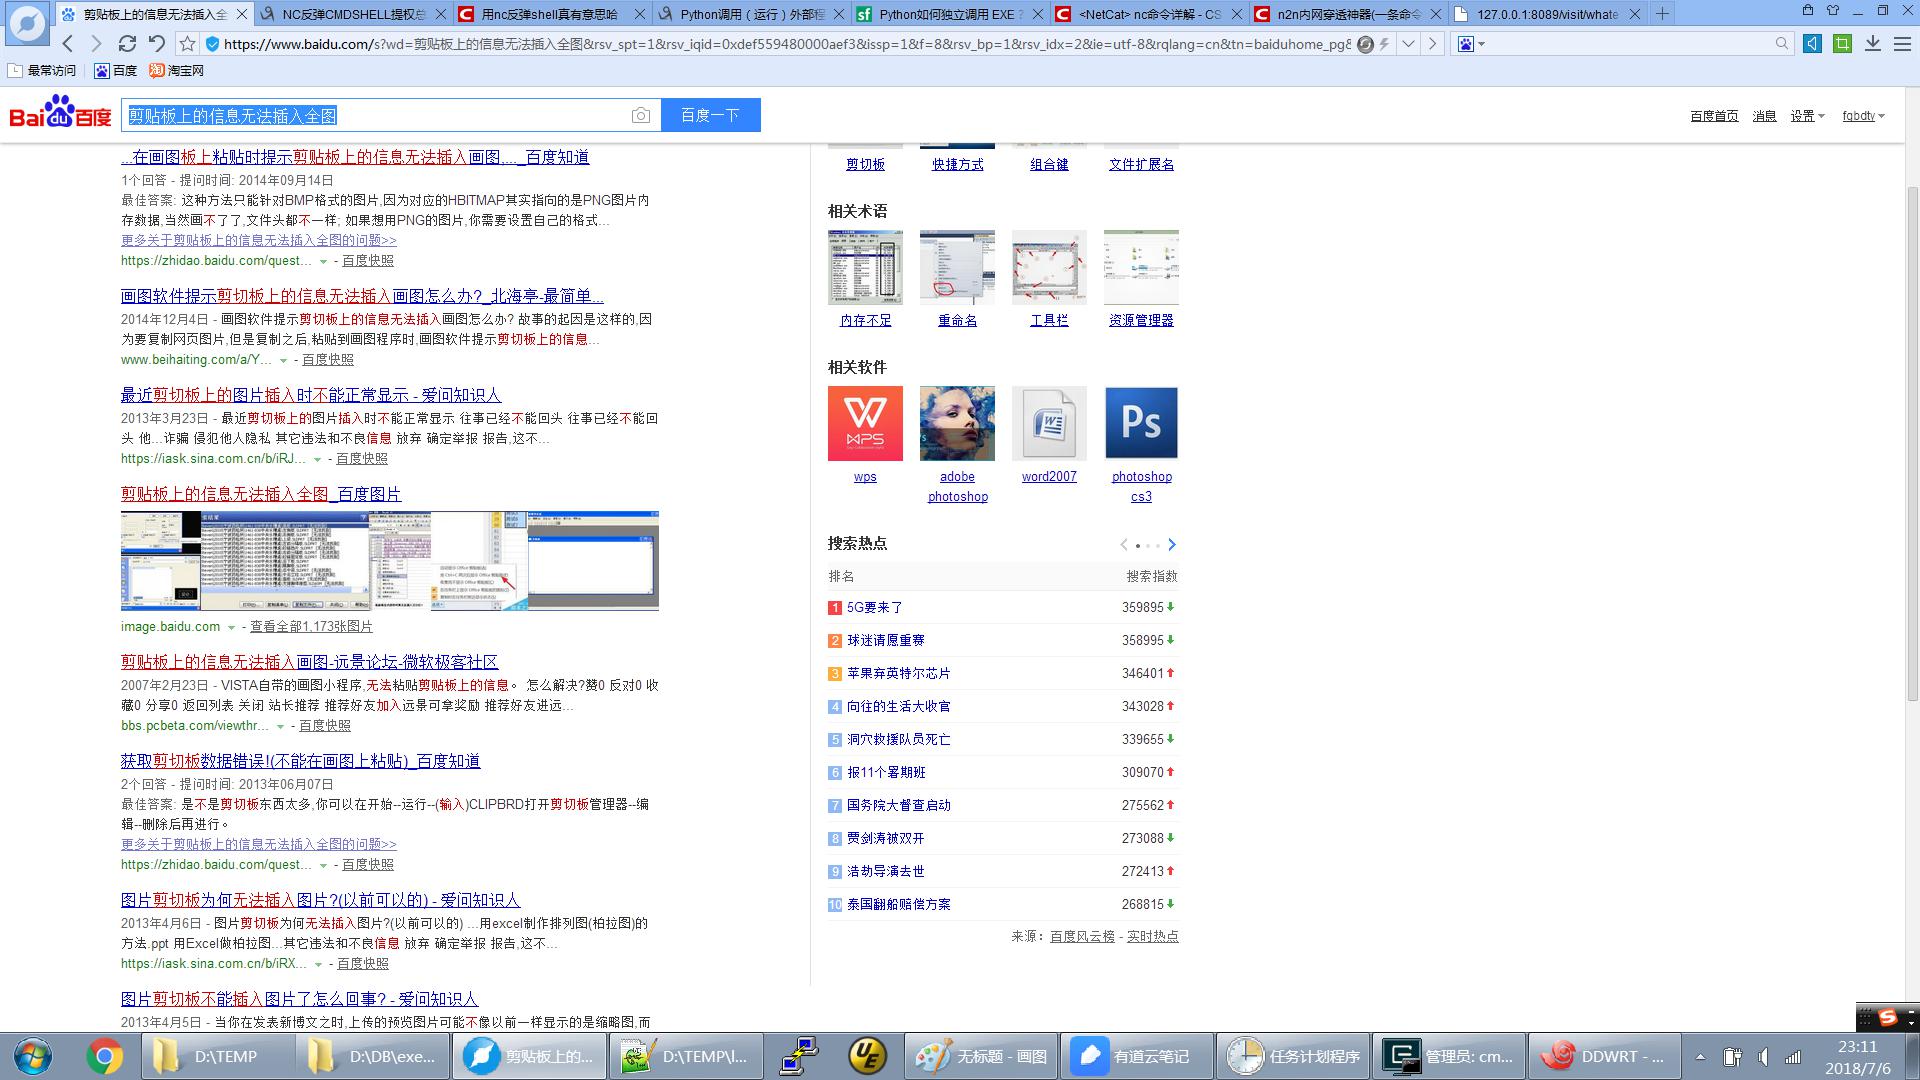 剪贴板上的信息无法插入全
NC反弹CMDSHELL提权总
用nc反弹shell真有意思哈
Python调用（运行）外部程
Python如何独立调用 EXE ?
<NetCat> nc命令详解 - CS
n2n内网穿透神器(一条命令
127.0.0.1:8089/visit/whate
https://www.baidu.com/s?wd=剪贴板上的信息无法插入全图&rsv_spt=1&rsv_iqid=0xdef559480000aef3&issp=1&f=8&rsv_bp=1&rsv_idx=2&ie=utf-8&rqlang=cn&tn=baiduhome_pg&
最常访问 百度 淘宝网
Bai du 百度
剪贴板上的信息无法插入全图
百度一下
百度首页 消息 设置 fgbdty
...在画图板上粘贴时提示剪贴板上的信息无法插入画图...._百度知道
1个回答 - 提问时间: 2014年09月14日
最佳答案: 这种方法只能针对BMP格式的图片,因为对应的HBITMAP其实指向的是PNG图片内
存数据,当然画不了了,文件头都不一样; 如果想用PNG的图片,你需要设置自己的格式...
更多关于剪贴板上的信息无法插入全图的问题>>
https://zhidao.baidu.com/quest... - 百度快照
画图软件提示剪切板上的信息无法插入画图怎么办?_北海亭-最简单...
2014年12月4日 - 画图软件提示剪切板上的信息无法插入画图怎么办? 故事的起因是这样的,因
为要复制网页图片,但是复制之后,粘贴到画图程序时,画图软件提示剪切板上的信息...
www.beihaiting.com/a/Y... - 百度快照
最近剪切板上的图片插入时不能正常显示 - 爱问知识人
2013年3月23日 - 最近剪切板上的图片插入时不能正常显示 往事已经不能回头 往事已经不能回
头 他...诈骗 侵犯他人隐私 其它违法和不良信息 放弃 确定举报 报告,这不...
https://iask.sina.com.cn/b/iRJ... - 百度快照
剪贴板上的信息无法插入全图_百度图片
image.baidu.com - 查看全部1,173张图片
剪贴板上的信息无法插入画图-远景论坛-微软极客社区
2007年2月23日 - VISTA自带的画图小程序,无法粘贴剪贴板上的信息。 怎么解决?赞0 反对0 收
藏0 分享0 返回列表 关闭 站长推荐 推荐好友加入远景可拿奖励 推荐好友进远...
bbs.pcbeta.com/viewthr... - 百度快照
获取剪切板数据错误!(不能在画图上粘贴)_百度知道
2个回答 - 提问时间: 2013年06月07日
最佳答案: 是不是剪切板东西太多,你可以在开始--运行--(输入)CLIPBRD打开剪切板管理器--编
辑--删除后再进行。
更多关于剪贴板上的信息无法插入全图的问题>>
https://zhidao.baidu.com/quest... - 百度快照
图片剪切板为何无法插入图片?(以前可以的) - 爱问知识人
2013年4月6日 - 图片剪切板为何无法插入图片?(以前可以的) ...用excel制作排列图(柏拉图)的
方法.ppt 用Excel做柏拉图...其它违法和不良信息 放弃 确定举报 报告,这不...
https://iask.sina.com.cn/b/iRX... - 百度快照
图片剪切板不能插入图片了怎么回事? - 爱问知识人
2013年4月5日 - 当你在发表新博文之时,上传的预览图片可能不像以前一样显示的是缩略图,而
剪切板 快捷方式 组合键 文件扩展名
相关术语
内存不足 重命名 工具栏 资源管理器
相关软件
WPS
Ps
wps
adobe photoshop
word2007
photoshop cs3
搜索热点
排名 搜索指数
1 5G要来了 359895
2 球迷请愿重赛 358995
3 苹果弃英特尔芯片 346401
4 向往的生活大收官 343028
5 洞穴救援队员死亡 339655
6 报11个暑期班 309070
7 国务院大督查启动 275562
8 贾剑涛被双开 273088
9 浩劫导演去世 272413
10 泰国翻船赔偿方案 268815
来源：百度风云榜 - 实时热点
D:\TEMP
D:\DB\exe...
剪贴板上的...
D:\TEMP\l...
无标题 - 画图
有道云笔记
任务计划程序
管理员: cm...
DDWRT - ...
23:11
2018/7/6